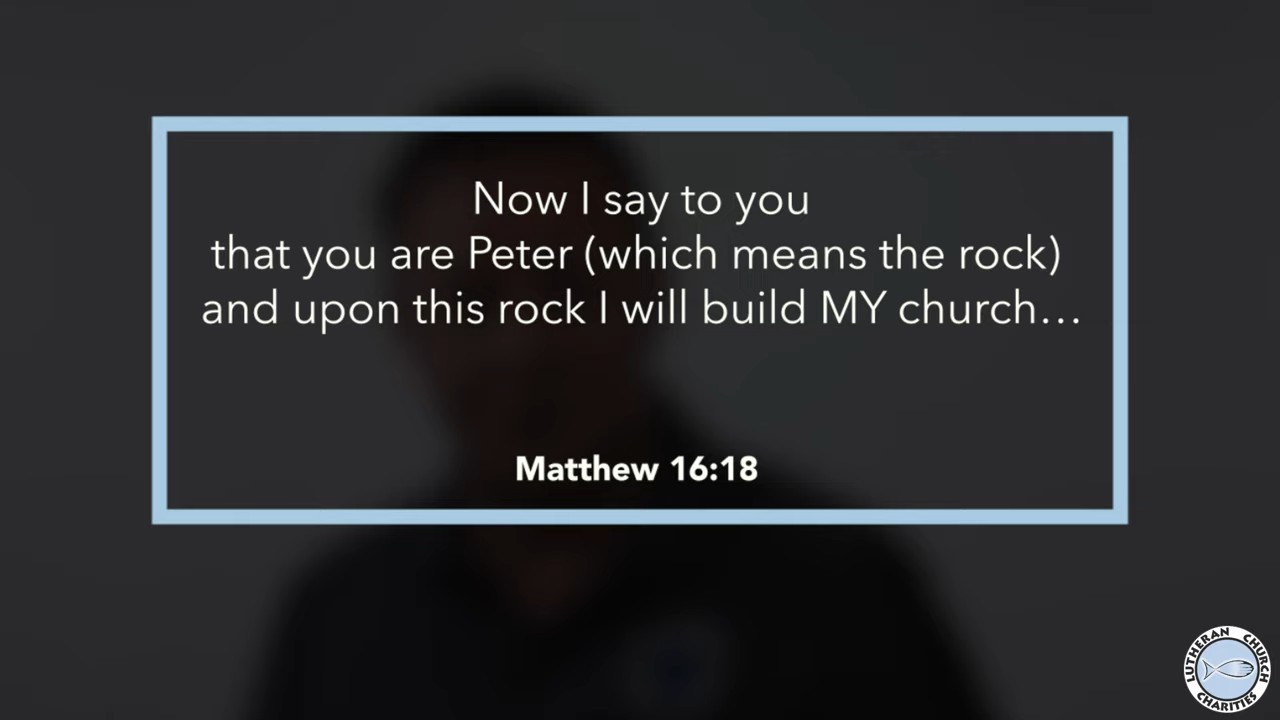 Now I say to you
that you are Peter (which means the rock)
and upon this rock I will build MY church…
Matthew 16:18
LUTHERAN CHURCH
CHARITIES